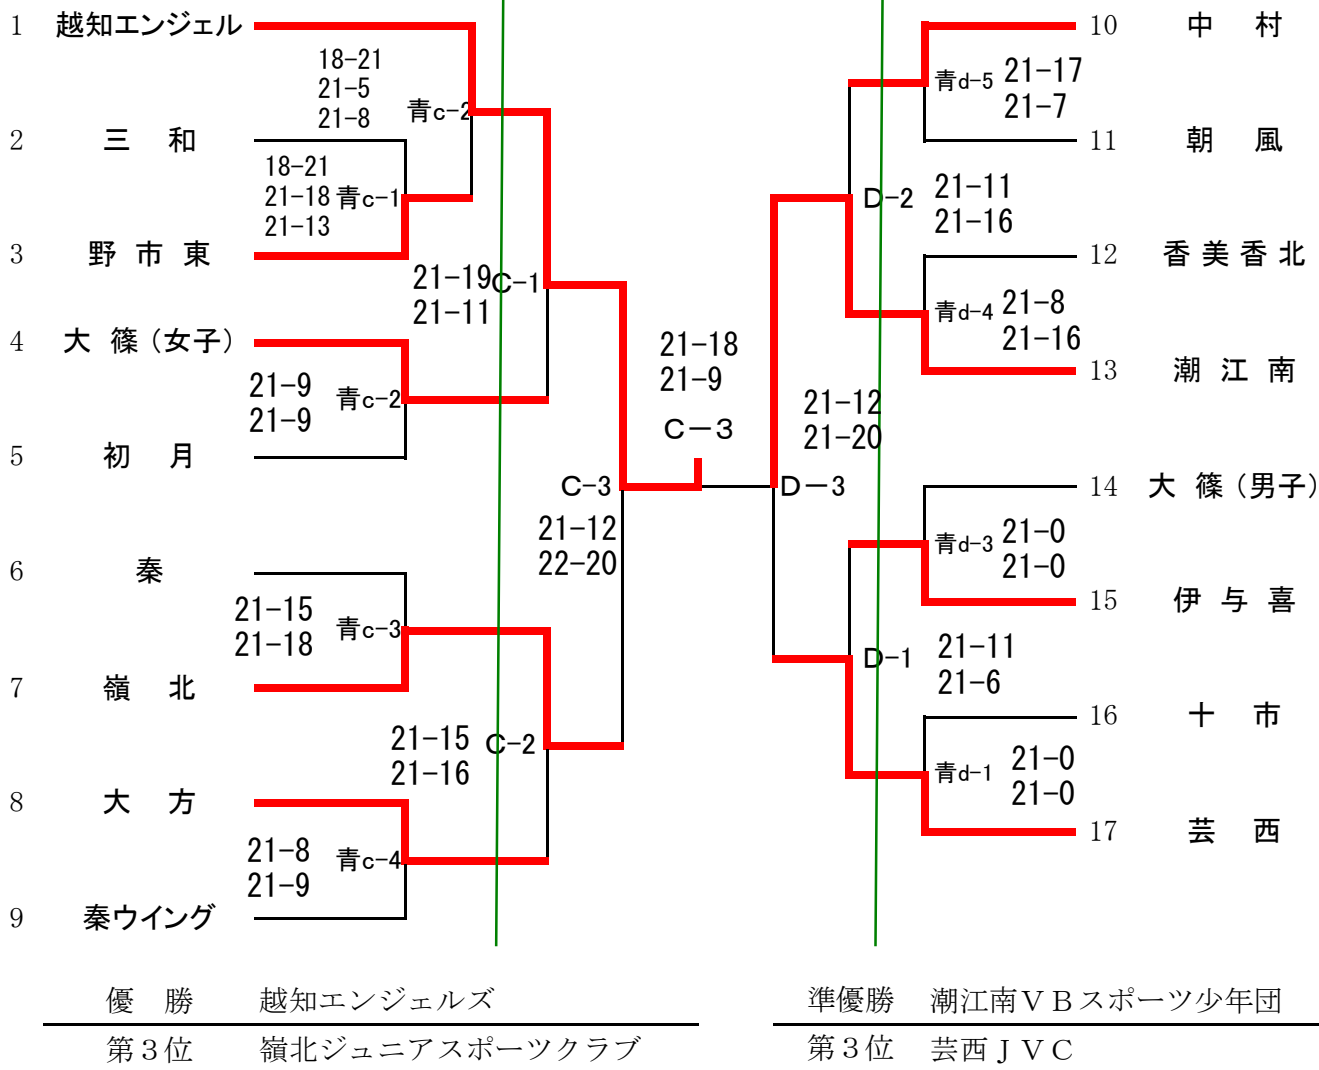 1 越知エンジェル
18-21
21-5
21-8
青c-2
2 三 和
18-21
21-18
21-13
青c-1
3 野 市 東
21-19
21-11
C-1
4 大 篠（女子）
21-9
21-9
青c-2
5 初 月
6 秦
21-15
21-18
青c-3
7 嶺 北
21-15
21-16
C-2
8 大 方
21-8
21-9
青c-4
9 秦ウイング
C-3
21-12
22-20
21-18
21-9
C－3
21-12
21-20
D－3
10 中 村
青d-5
21-17
21-7
11 朝 風
D-2
21-11
21-16
12 香 美 香 北
青d-4
21-8
21-16
13 潮 江 南
14 大 篠（男子）
青d-3
21-0
21-0
15 伊 与 喜
D-1
21-11
21-6
16 十 市
青d-1
21-0
21-0
17 芸 西
優 勝 越知エンジェルズ
第３位 嶺北ジュニアスポーツクラブ
準優勝 潮江南ＶＢスポーツ少年団
第３位 芸西ＪＶＣ